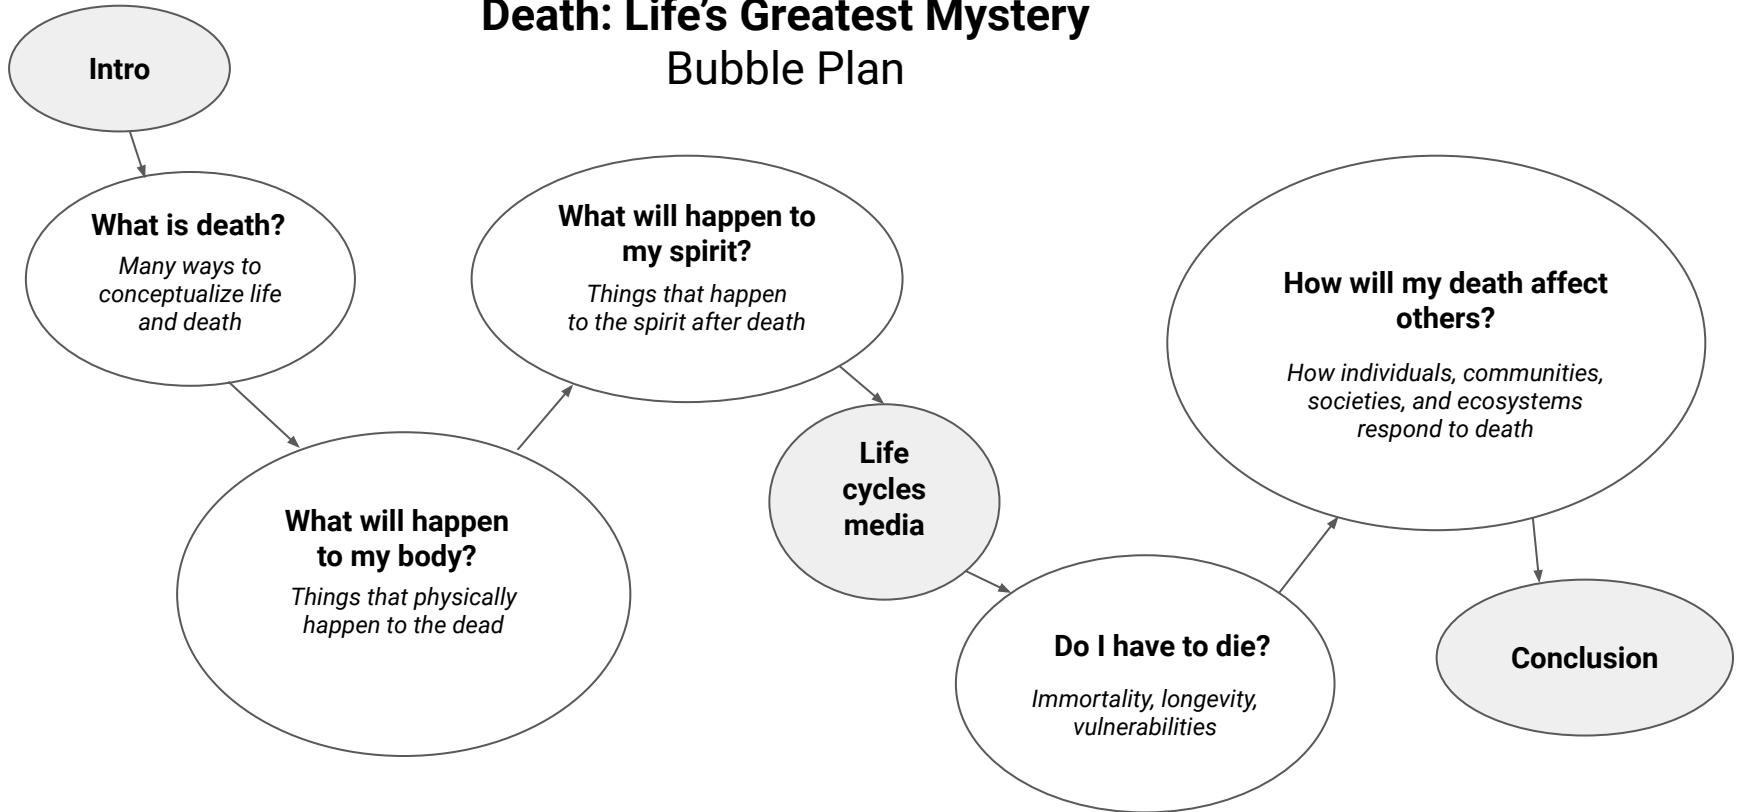 Death: Life's Greatest Mystery
Bubble Plan
Intro
What is death?
Many ways to
conceptualize life
and death
What will happen
to my body?
Things that physically
happen to the dead
What will happen to
my spirit?
Things that happen
to the spirit after death
Life
cycles
media
Do I have to die?
Immortality, longevity,
vulnerabilities
How will my death affect
others?
How individuals, communities,
societies, and ecosystems
respond to death
Conclusion